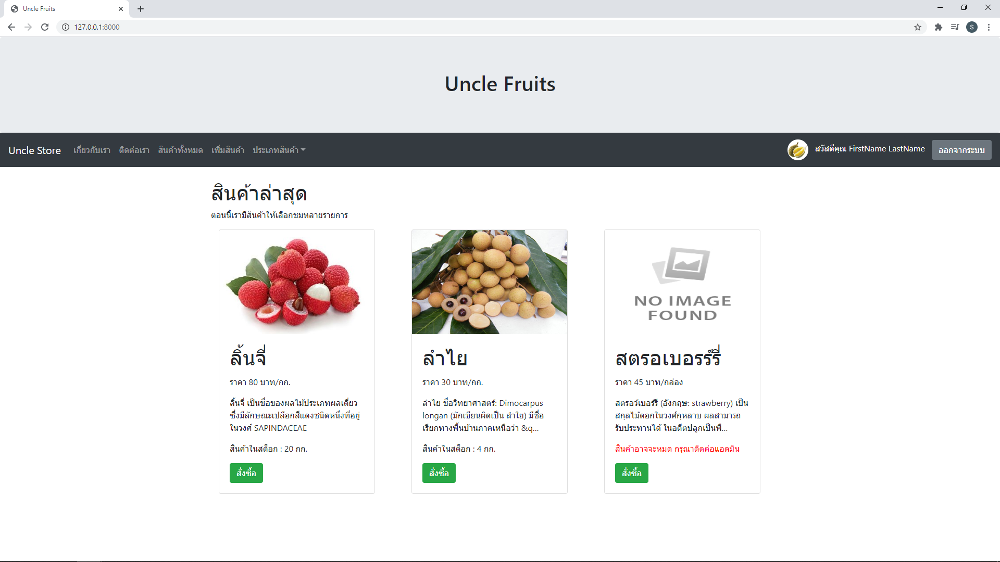 Uncle Fruits
127.0.0.1:8000
S
Uncle Fruits
Uncle Store
เกี่ยวกับเรา
ติดต่อเรา
สินค้าทั้งหมด
เพิ่มสินค้า
ประเภทสินค้า
สวัสดีคุณ FirstName LastName
ออกจากระบบ
สินค้าล่าสุด
ตอนนี้เรามีสินค้าให้เลือกชมหลายรายการ
ลิ้นจี่
ราคา 80 บาท/กก.
ลิ้นจี่ เป็นชื่อของผลไม้ประเภทผลเดี่ยว
ซึ่งมีลักษณะเปลือกสีแดงชนิดหนึ่งที่อยู่
ในวงศ์ SAPINDACEAE
สินค้าในสต็อก : 20 กก.
สั่งซื้อ
ลำไย
ราคา 30 บาท/กก.
ลำไย ชื่อวิทยาศาสตร์: Dimocarpus
longan (มักเขียนผิดเป็น ลำใย) มีชื่อ
เรียกทางพื้นบ้านภาคเหนือว่า &q...
สินค้าในสต็อก : 4 กก.
สั่งซื้อ
NO IMAGE
FOUND
สตรอเบอรร์รี่
ราคา 45 บาท/กล่อง
สตรอว์เบอร์รี (อังกฤษ: strawberry) เป็น
สกุลไม้ดอกในวงศ์กุหลาบ ผลสามารถ
รับประทานได้ ในอดีตปลูกเป็นพื...
สินค้าอาจจะหมด กรุณาติดต่อแอดมิน
สั่งซื้อ